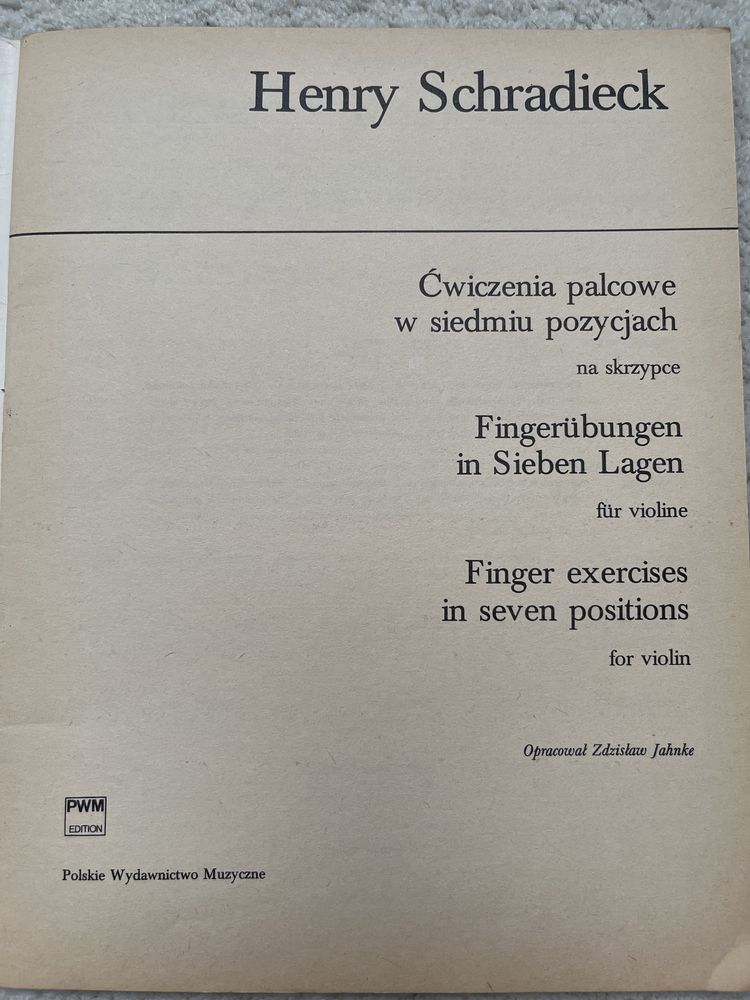 Henry Schradieck
Ćwiczenia palcowe
w siedmiu pozycjach
na skrzypce
Fingerübungen
in Sieben Lagen
für violine
Finger exercises
in seven positions
for violin
Opracował Zdzisław Jahnke
PWM
EDITION
Polskie Wydawnictwo Muzyczne